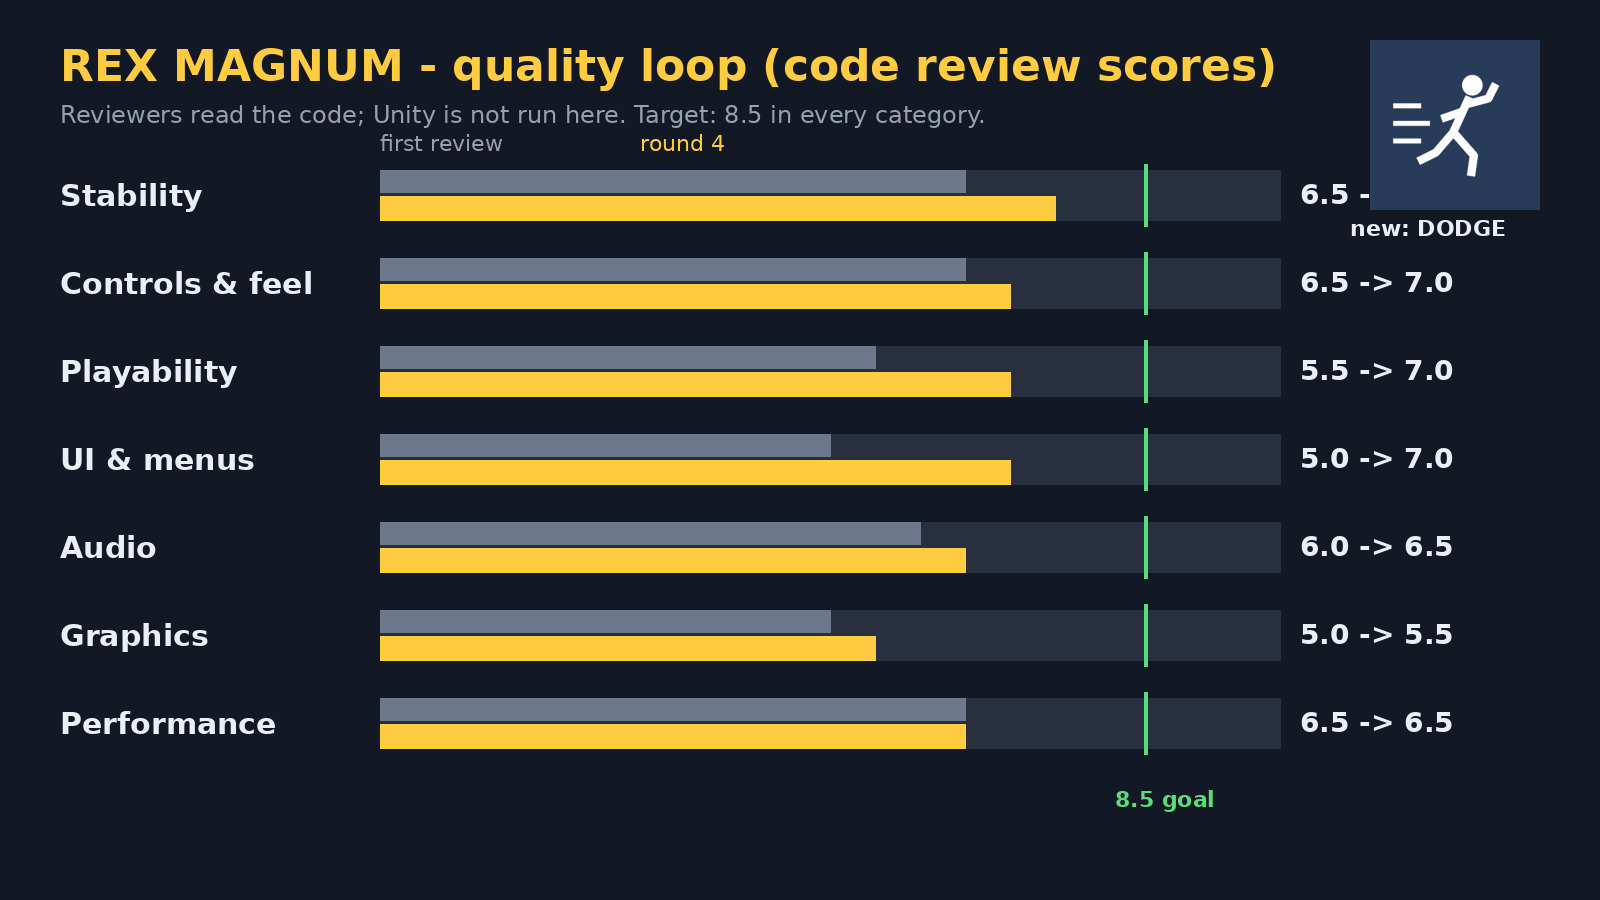 REX MAGNUM - quality loop (code review scores)
Reviewers read the code; Unity is not run here. Target: 8.5 in every category.
first review round 4
Stability 6.5 -
new: DODGE
Controls & feel 6.5 -> 7.0
Playability 5.5 -> 7.0
UI & menus 5.0 -> 7.0
Audio 6.0 -> 6.5
Graphics 5.0 -> 5.5
Performance 6.5 -> 6.5
8.5 goal